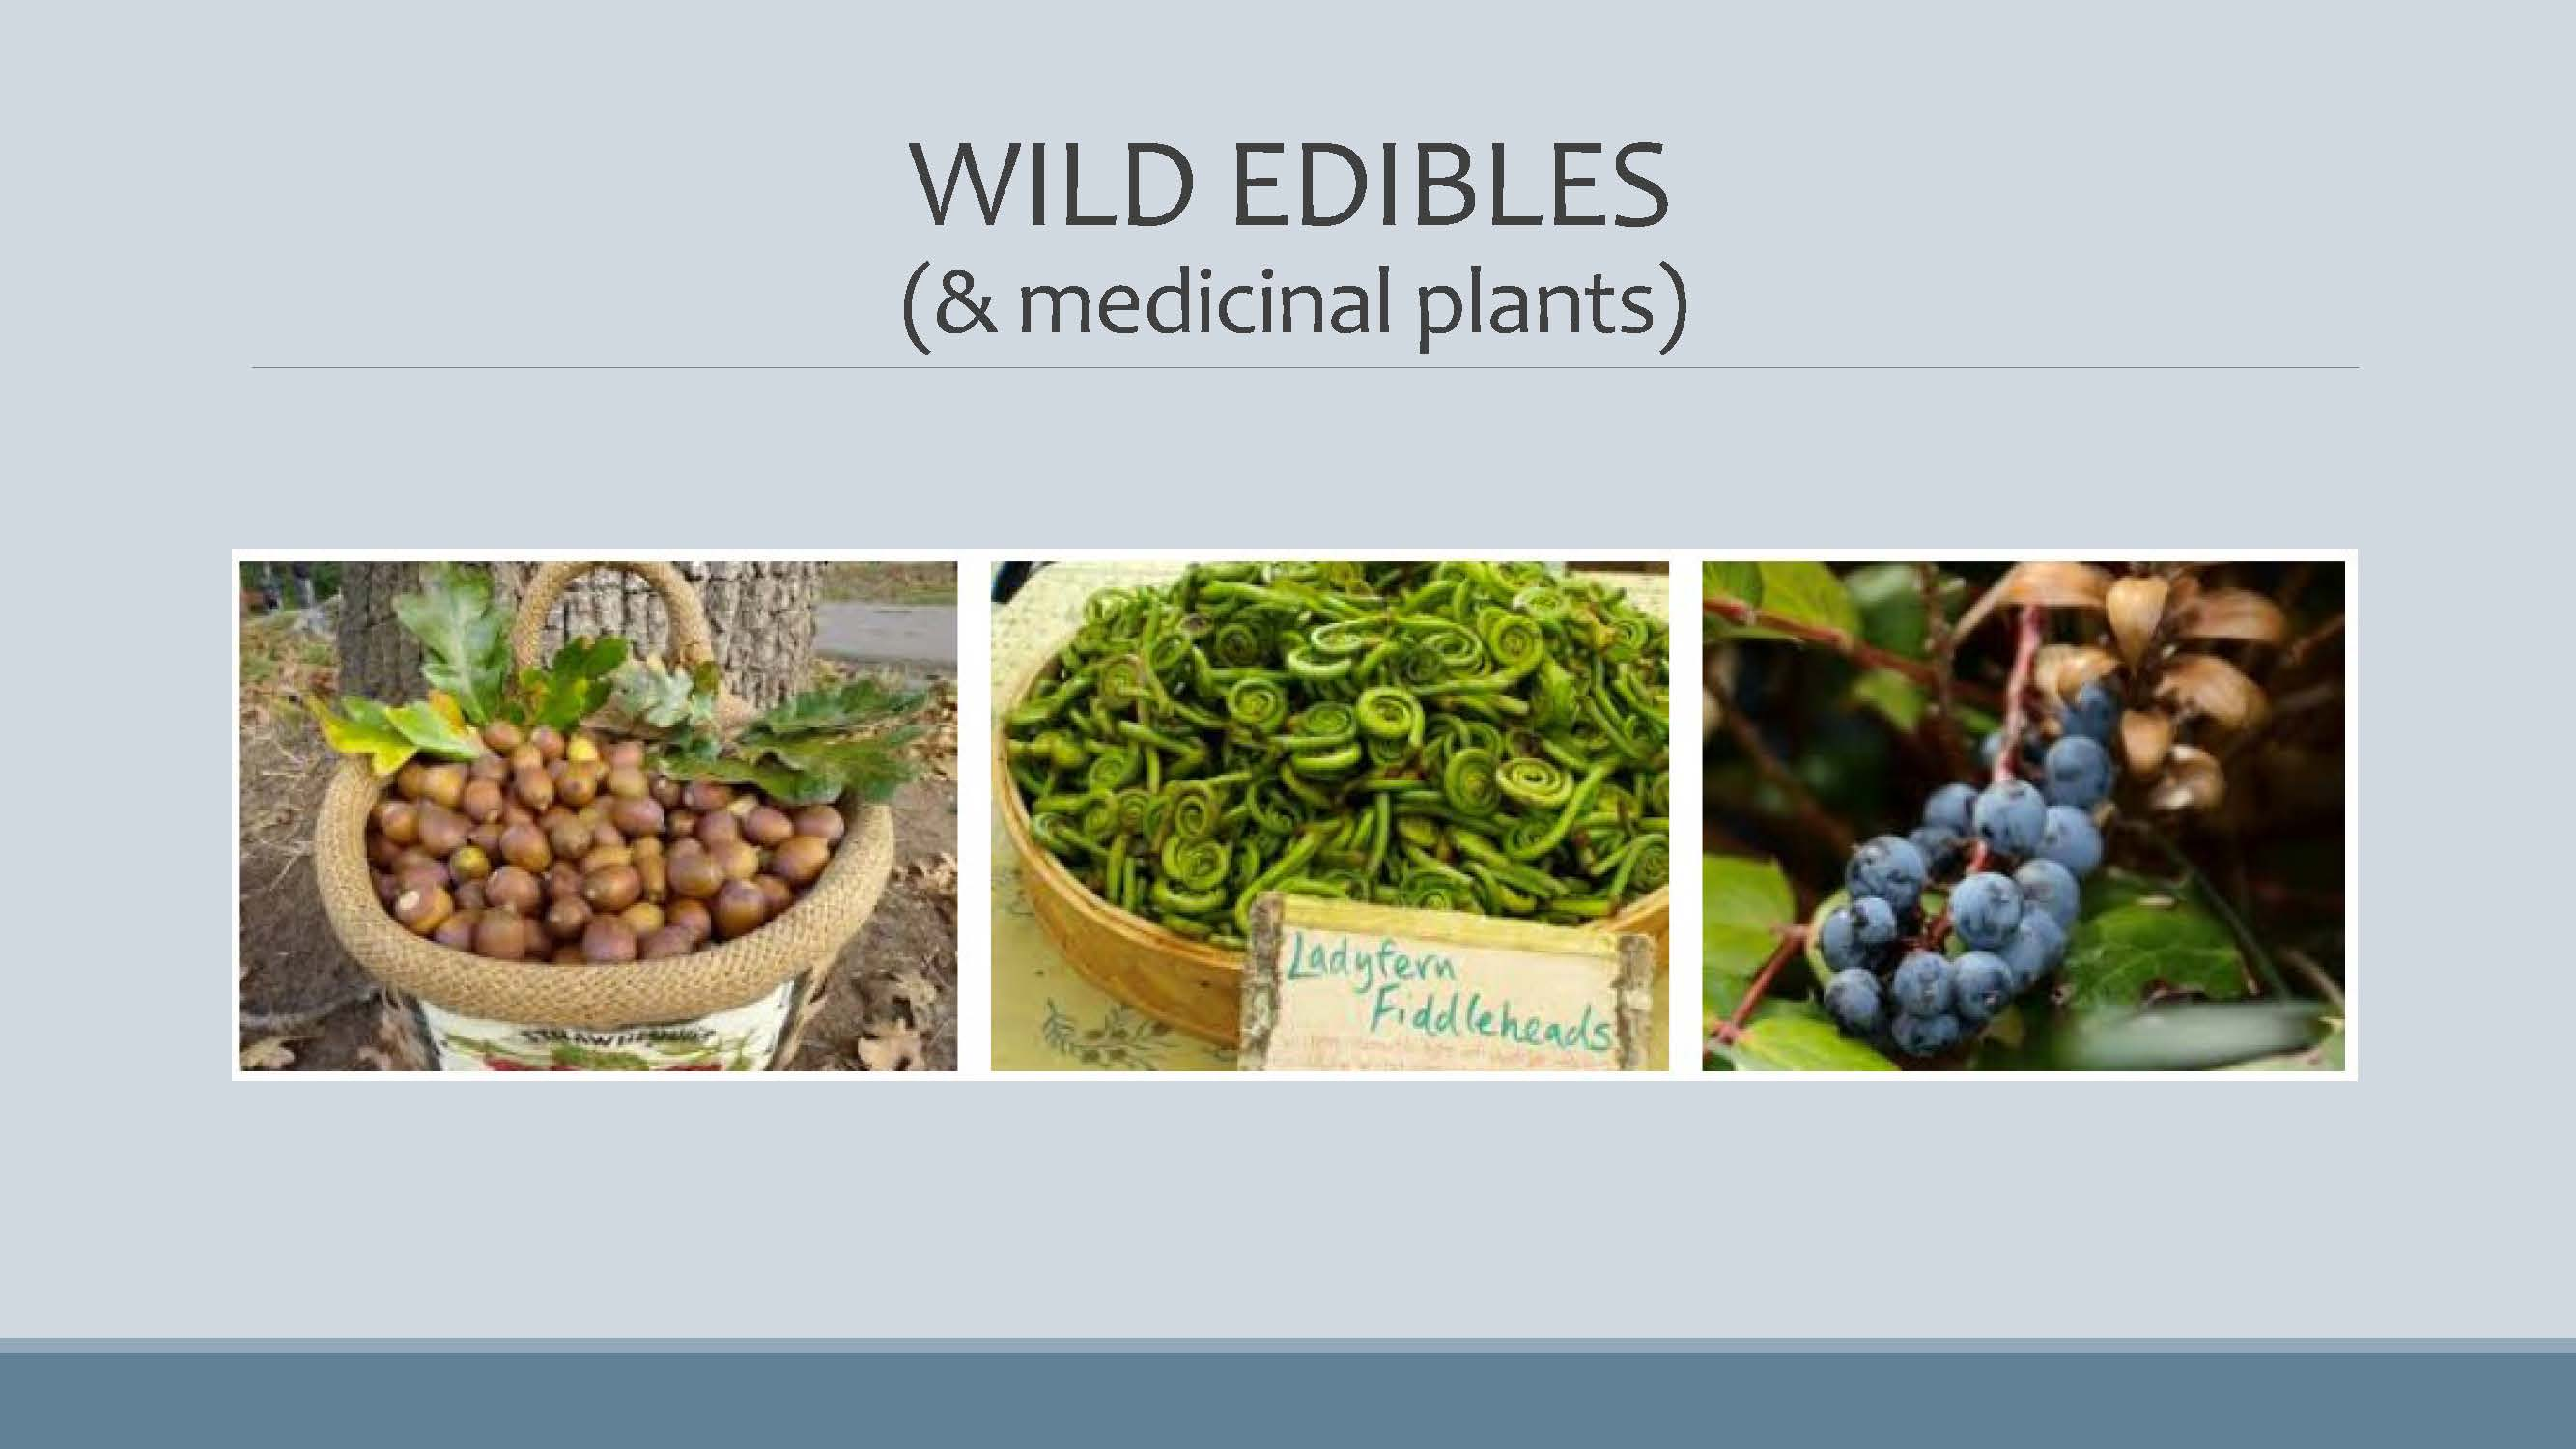 WILD EDIBLES
(& medicinal plants)
Ladyfern
Fiddleheads